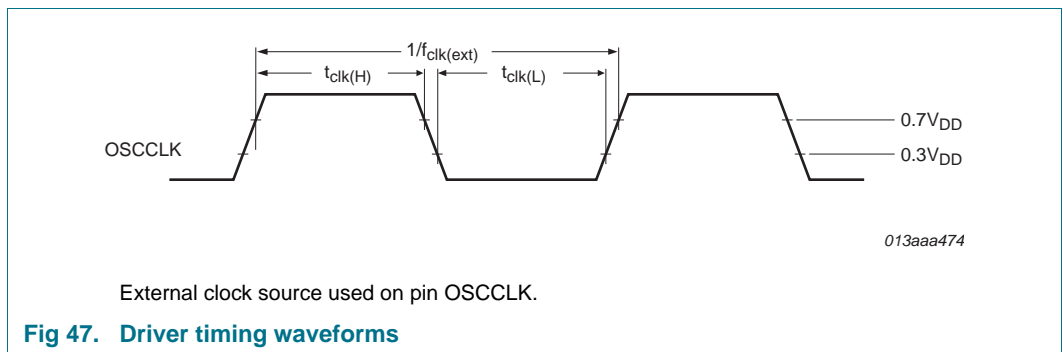 1/fclk(ext)
tclk(H) tclk(L)
0.7VDD
OSCCLK 0.3VDD
013aaa474
External clock source used on pin OSCCLK.
Fig 47. Driver timing waveforms